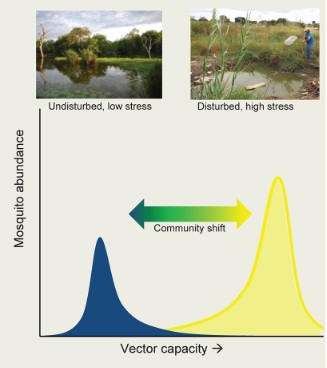 Undisturbed, low stress
Disturbed, high stress
Mosquito abundance
Community shift
Vector capacity →